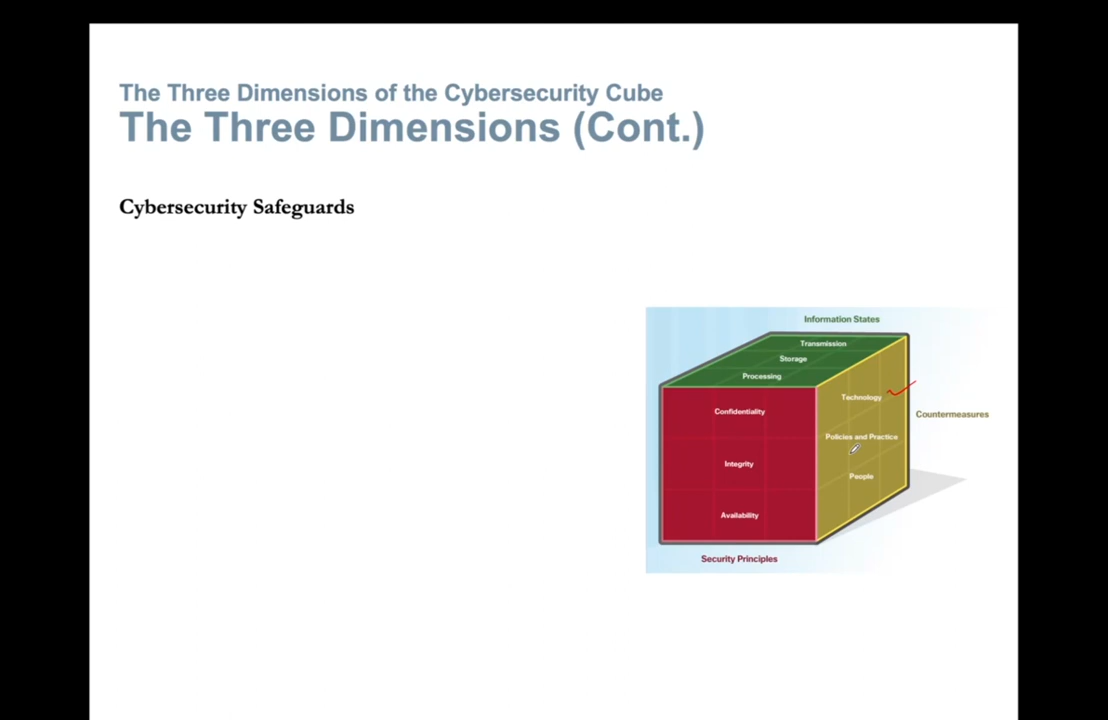 The Three Dimensions of the Cybersecurity Cube
The Three Dimensions (Cont.)
Cybersecurity Safeguards
Information States
Transmission
Storage
Processing
Confidentiality
Integrity
Availability
Technology
Policies and Practice
People
Countermeasures
Security Principles